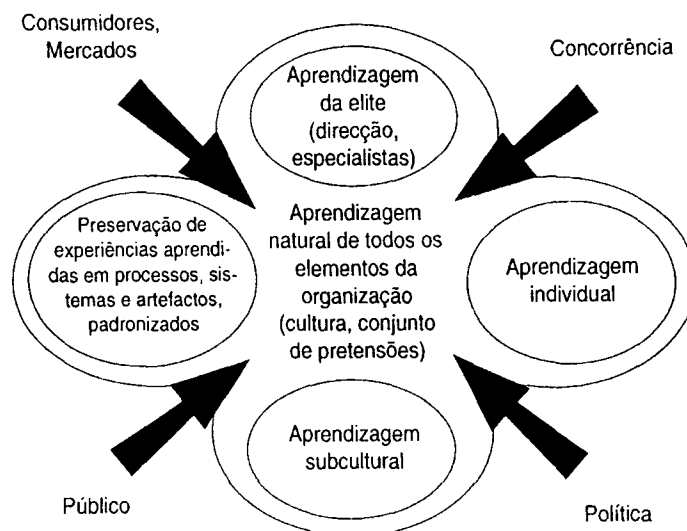 Consumidores,
Mercados
Concorrência
Aprendizagem
da elite
(direcção,
especialistas)
Preservação de
experiências aprendi-
das em processos, sis-
temas e artefactos,
padronizados
Aprendizagem
natural de todos os
elementos da
organização
(cultura, conjunto
de pretensões)
Aprendizagem
individual
Aprendizagem
subcultural
Público
Política